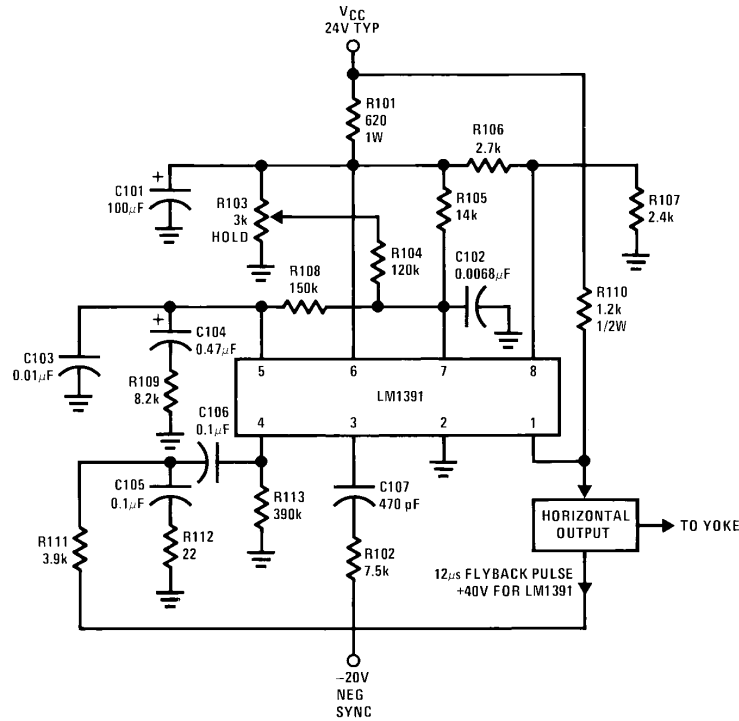 VCC
24V TYP
R101
620
1W
R106
2.7k
C101
100μF
+
R103
3k
HOLD
R105
14k
R107
2.4k
R104
120k
C102
0.0068μF
R108
150k
R110
1.2k
1/2W
C103
0.01μF
+
C104
0.47μF
R109
8.2k
5
6
7
8
LM1391
4
3
2
1
C106
0.1μF
C105
0.1μF
R111
3.9k
R112
22
R113
390k
C107
470 pF
R102
7.5k
HORIZONTAL
OUTPUT
TO YOKE
12μs FLYBACK PULSE
+40V FOR LM1391
−20V
NEG
SYNC